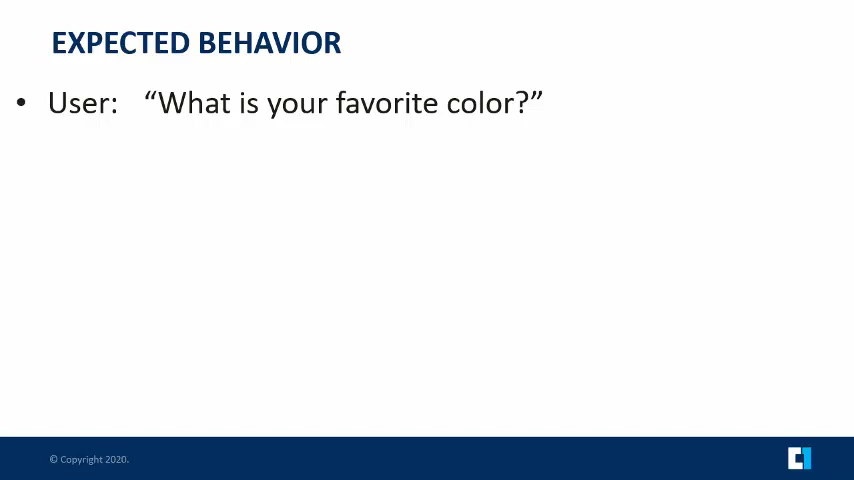 EXPECTED BEHAVIOR
• User: “What is your favorite color?”
© Copyright 2020.